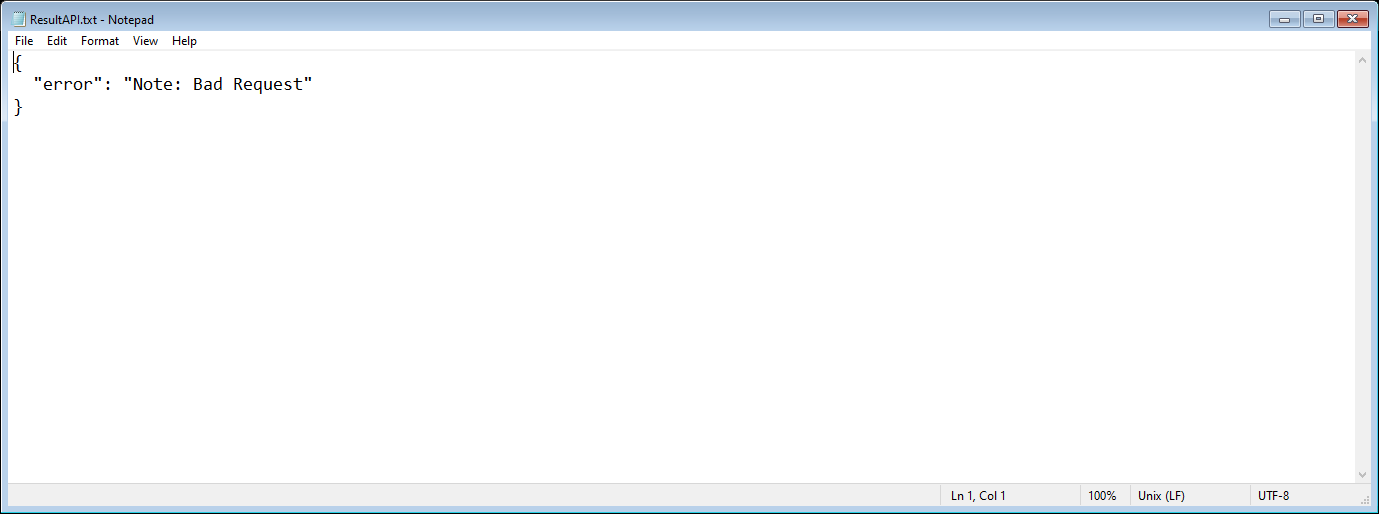 ResultAPI.txt - Notepad
File Edit Format View Help
{
  "error": "Note: Bad Request"
}
Ln 1, Col 1 100% Unix (LF) UTF-8